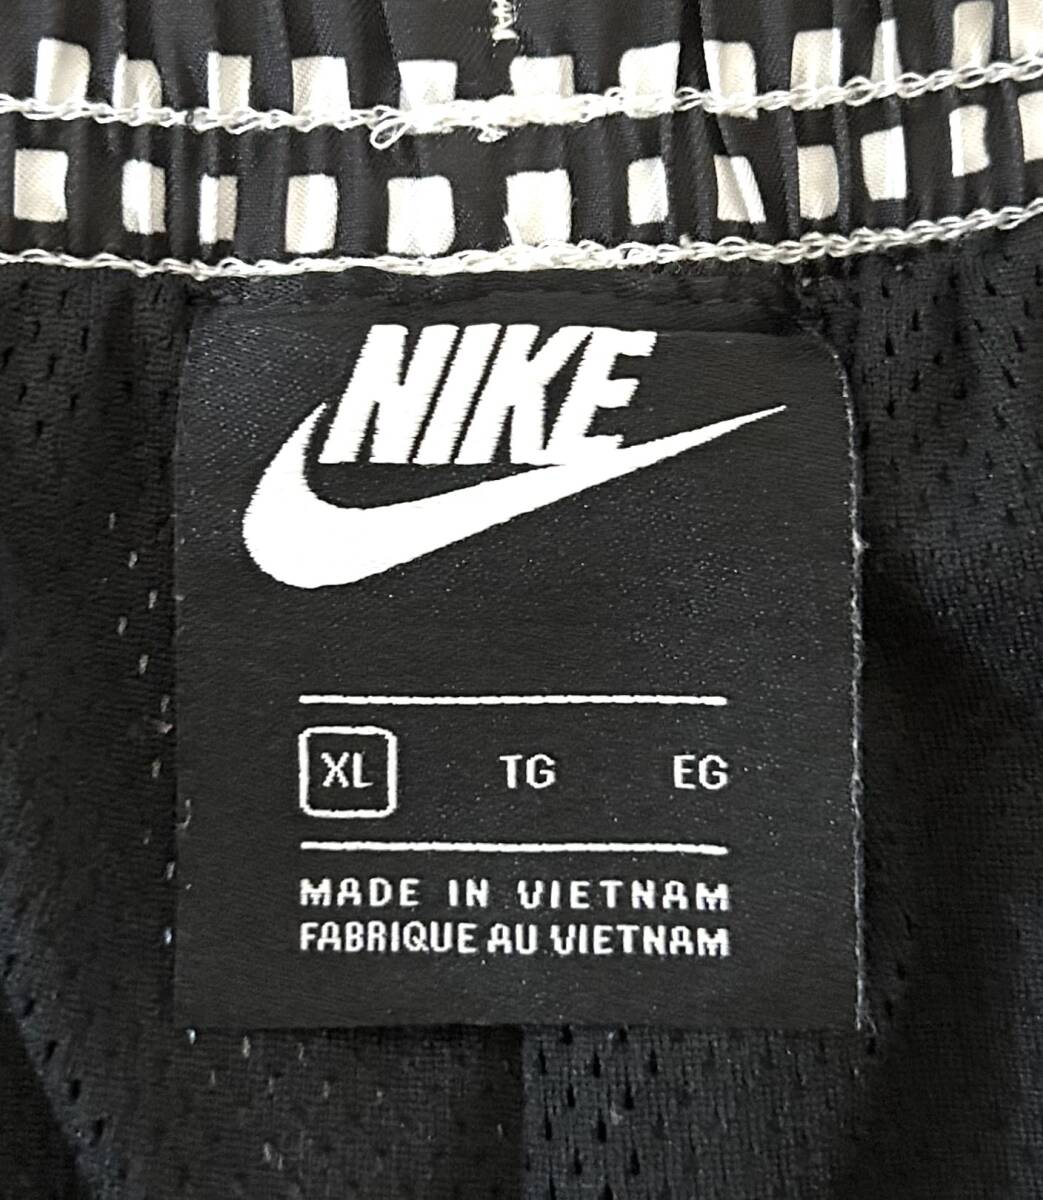 NIKE
XL TG EG
MADE IN VIETNAM
FABRIQUE AU VIETNAM